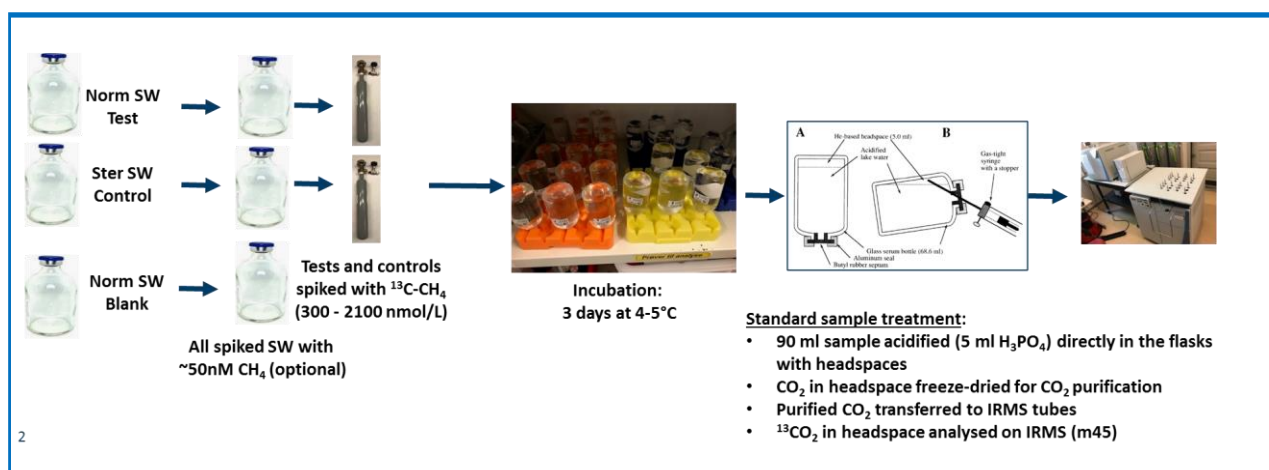 Norm SW
Test
Ster SW
Control
Norm SW
Blank
All spiked SW with
~50nM CH₄ (optional)
Tests and controls
spiked with ¹³C-CH₄
(300 - 2100 nmol/L)
Prøver til analyse
Incubation:
3 days at 4-5°C
A
B
He-based headspace (5.0 ml)
Acidified
lake water
Gas-tight
syringe
with a stopper
Glass serum bottle (68.6 ml)
Aluminum seal
Butyl rubber septum
Standard sample treatment:
• 90 ml sample acidified (5 ml H₃PO₄) directly in the flasks
with headspaces
• CO₂ in headspace freeze-dried for CO₂ purification
• Purified CO₂ transferred to IRMS tubes
• ¹³CO₂ in headspace analysed on IRMS (m45)
2